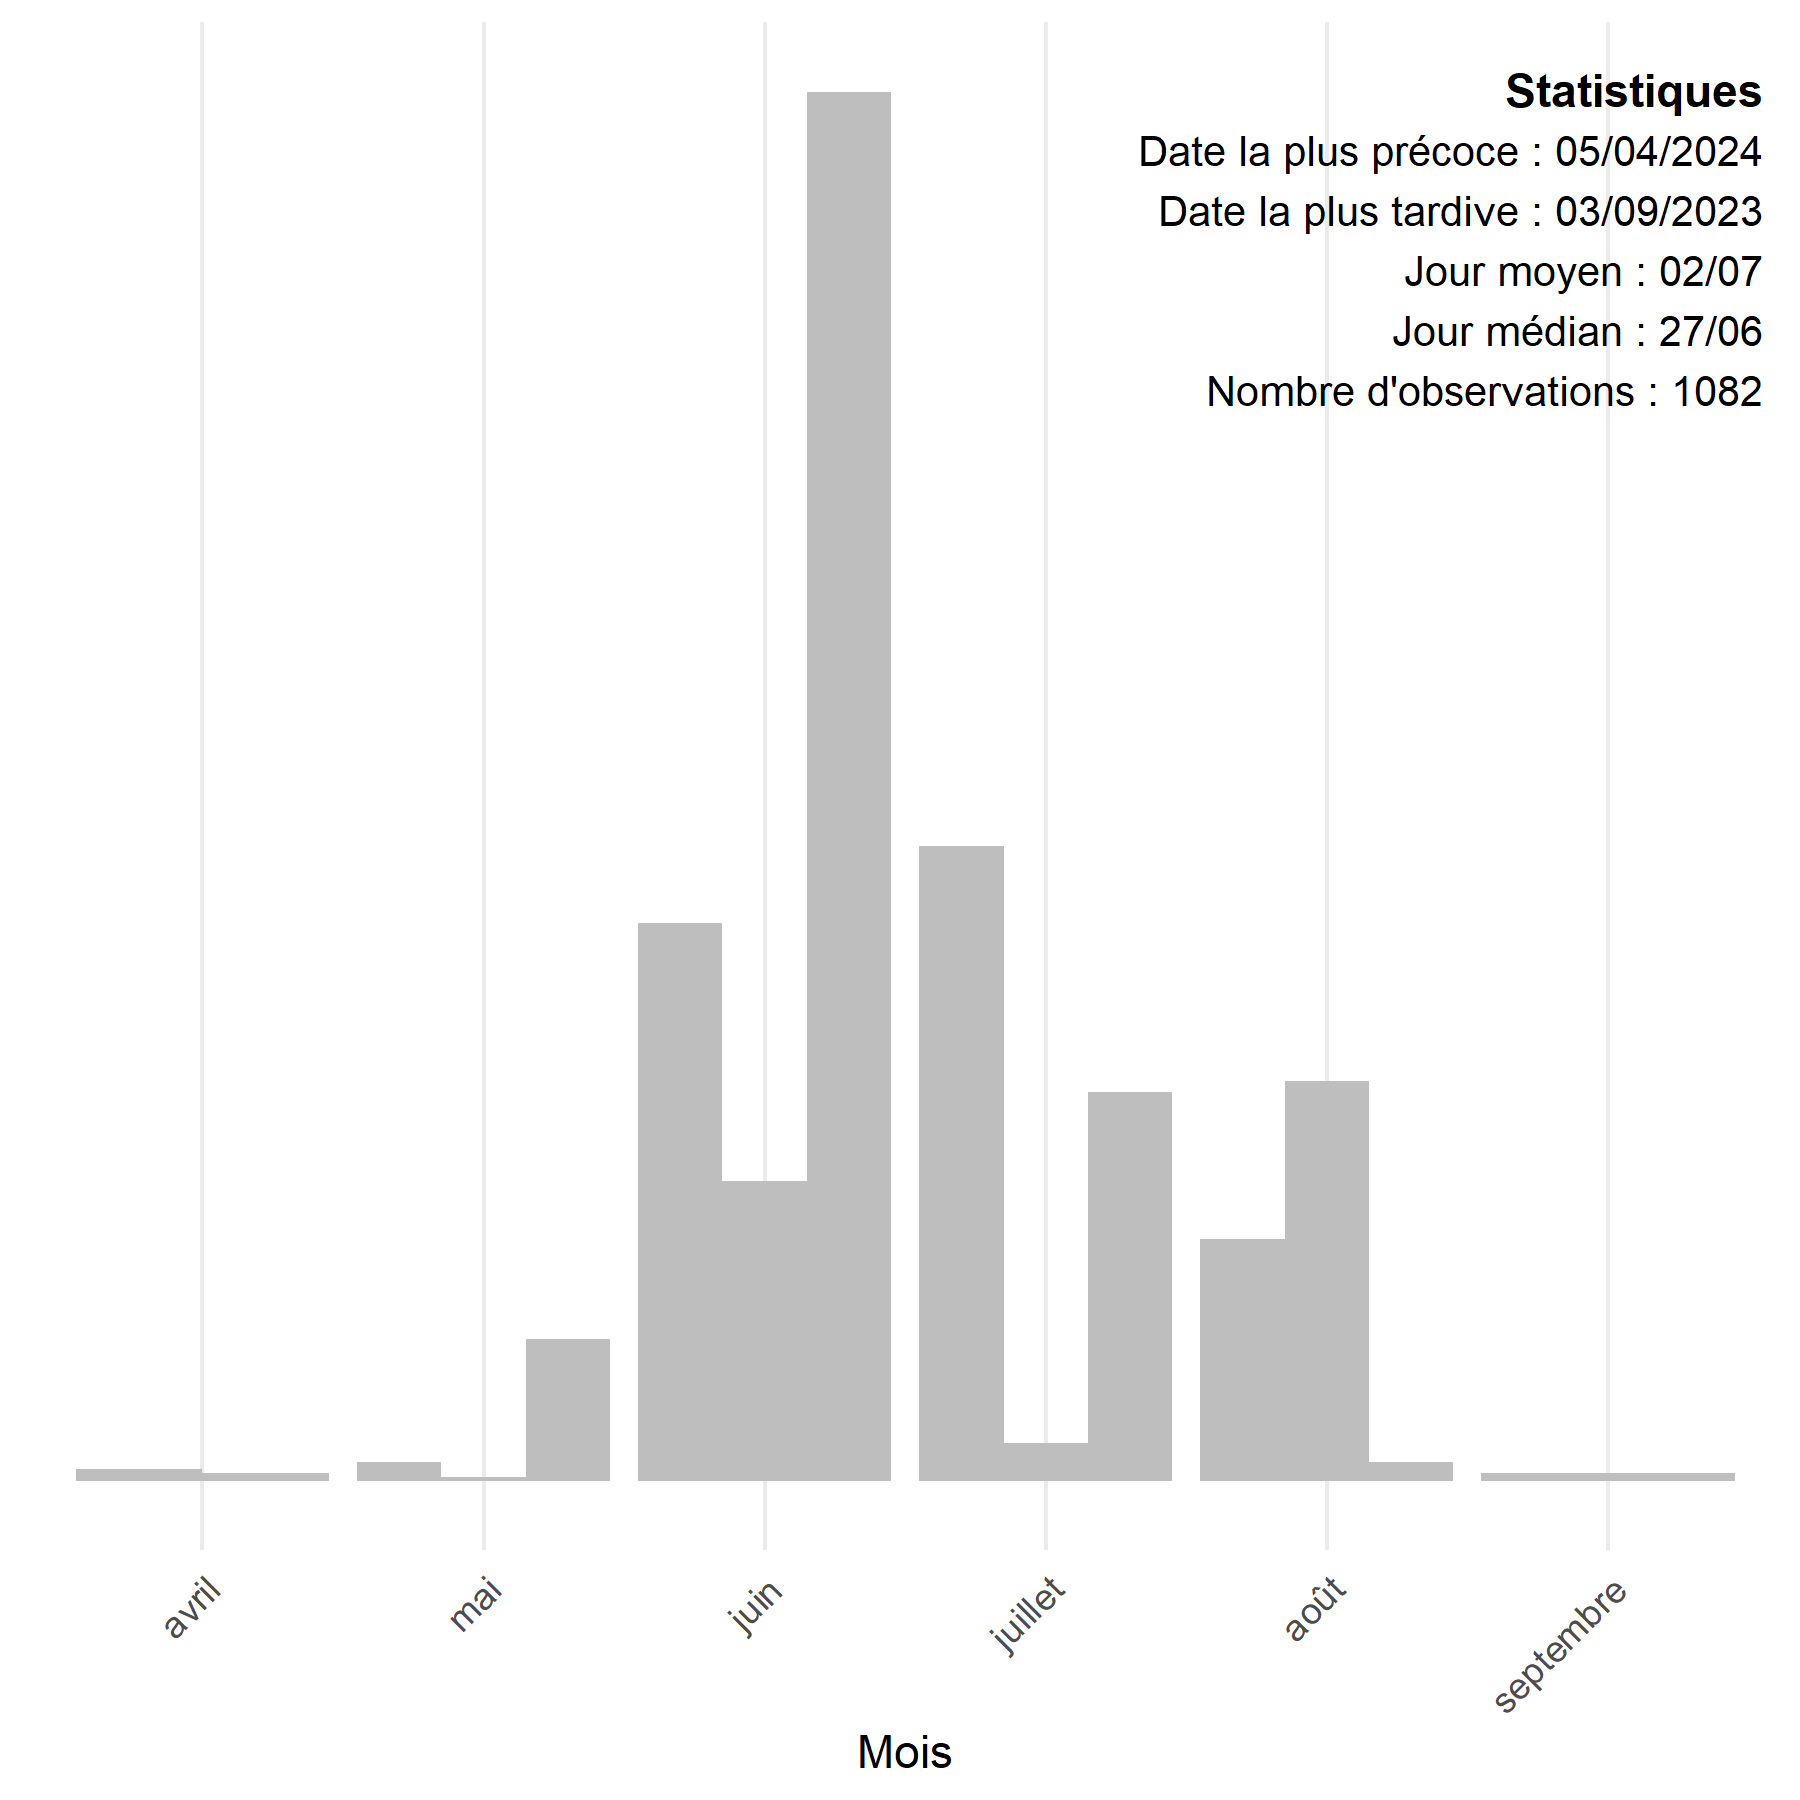 Statistiques
Date la plus précoce : 05/04/2024
Date la plus tardive : 03/09/2023
Jour moyen : 02/07
Jour médian : 27/06
Nombre d'observations : 1082
avril
mai
juin
juillet
août
septembre
Mois